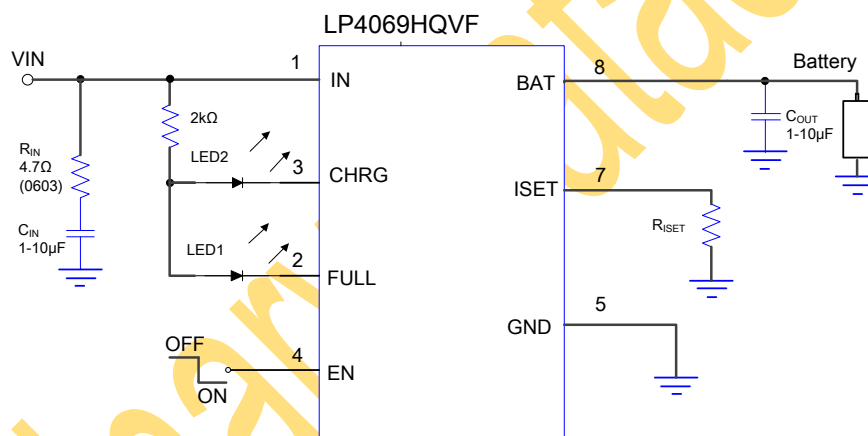 LP4069HQVF
VIN
1
IN
8
BAT
Battery
2kΩ
COUT
1-10µF
RIN
4.7Ω
(0603)
LED2
3
CHRG
7
ISET
CIN
1-10µF
LED1
2
FULL
RISET
5
GND
OFF
4
EN
ON